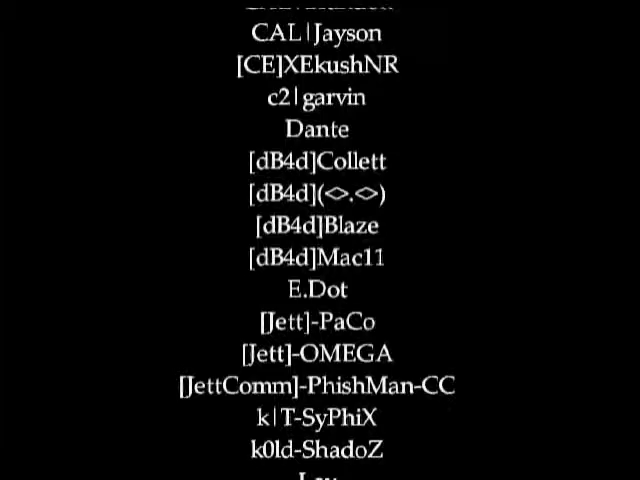 CAL|Jayson
[CE]XEkushNR
c2|garvin
Dante
[dB4d]Collett
[dB4d](<>.<>)
[dB4d]Blaze
[dB4d]Mac11
E.Dot
[Jett]-PaCo
[Jett]-OMEGA
[JettComm]-PhishMan-CC
k|T-SyPhiX
k0ld-ShadoZ